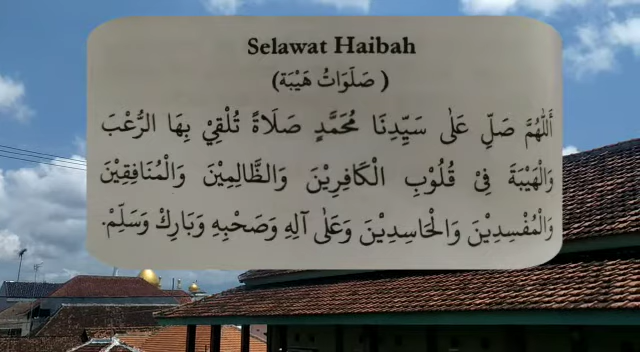 Selawat Haibah
( صَلَوَاتُ هَيْبَة)
أَللّٰهُمَّ صَلِّ عَلٰى سَيِّدِنَا مُحَمَّدٍ صَلَاةً تُلْقِيْ بِهَا الرُّعْبَ
وَالْهَيْبَةَ فِيْ قُلُوْبِ الْكَافِرِيْنَ وَالظَّالِمِيْنَ وَالْمُنَافِقِيْنَ
وَالْمُفْسِدِيْنَ وَالْحَاسِدِيْنَ وَعَلٰى آلِهِ وَصَحْبِهِ وَبَارِكْ وَسَلِّمْ.